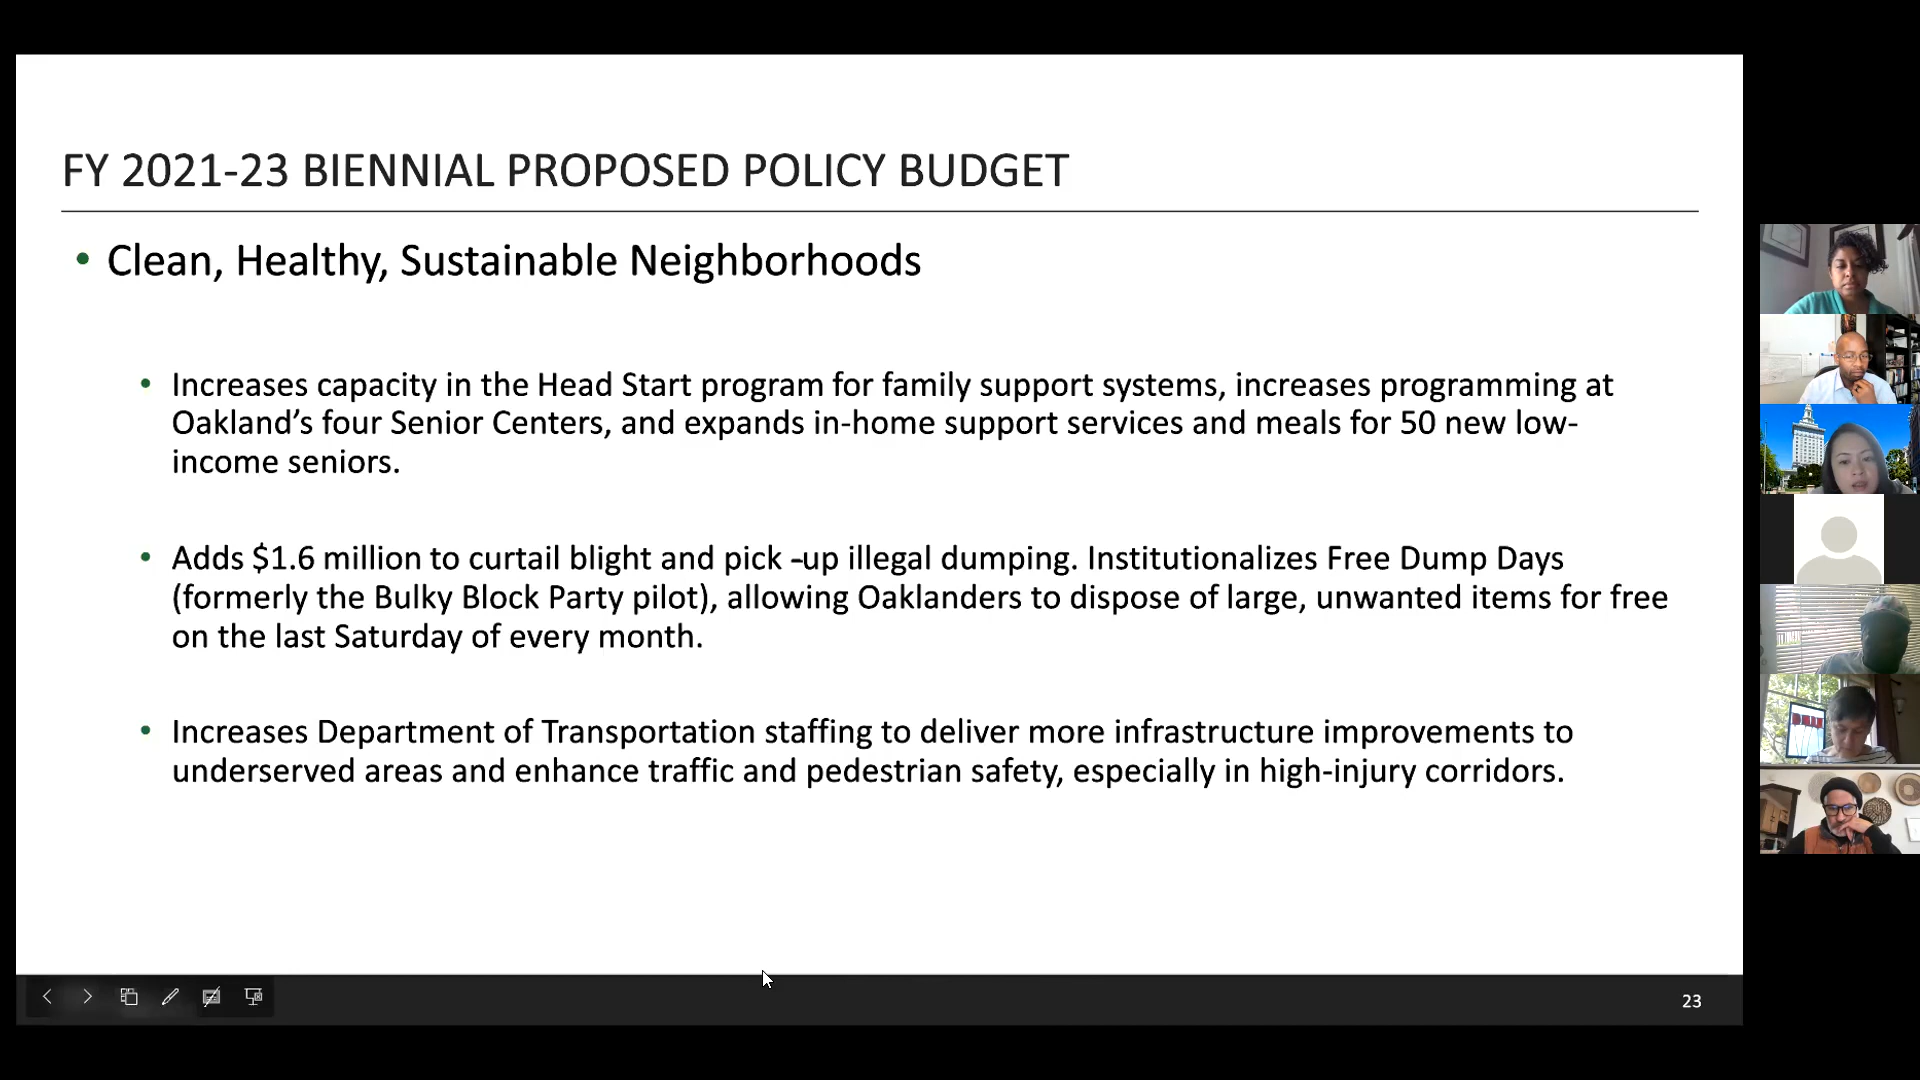 FY 2021-23 BIENNIAL PROPOSED POLICY BUDGET
• Clean, Healthy, Sustainable Neighborhoods
• Increases capacity in the Head Start program for family support systems, increases programming at
Oakland’s four Senior Centers, and expands in-home support services and meals for 50 new low-
income seniors.
• Adds $1.6 million to curtail blight and pick -up illegal dumping. Institutionalizes Free Dump Days
(formerly the Bulky Block Party pilot), allowing Oaklanders to dispose of large, unwanted items for free
on the last Saturday of every month.
• Increases Department of Transportation staffing to deliver more infrastructure improvements to
underserved areas and enhance traffic and pedestrian safety, especially in high-injury corridors.
23